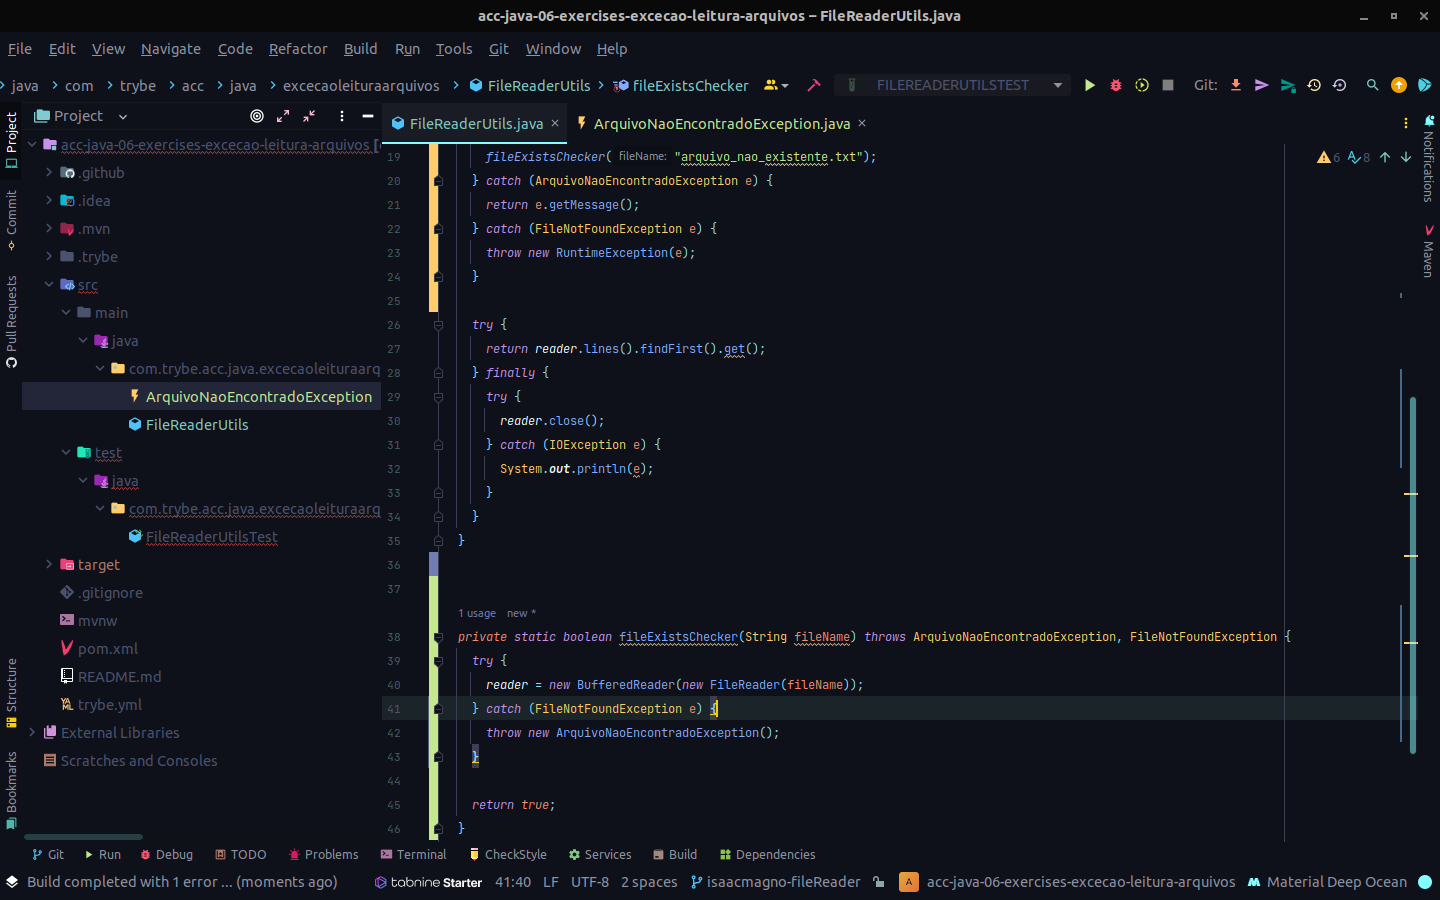 acc-java-06-exercises-excecao-leitura-arquivos – FileReaderUtils.java
File Edit View Navigate Code Refactor Build Run Tools Git Window Help
java com trybe acc java excecaoleituraarquivos FileReaderUtils fileExistsChecker FILEREADERUTILSTEST Git:
Project
FileReaderUtils.java
ArquivoNaoEncontradoException.java
Project
Commit
Pull Requests
Structure
Bookmarks
acc-java-06-exercises-excecao-leitura-arquivos [
.github
.idea
.mvn
.trybe
src
main
java
com.trybe.acc.java.excecaoleituraarq
ArquivoNaoEncontradoException
FileReaderUtils
test
java
com.trybe.acc.java.excecaoleituraarq
FileReaderUtilsTest
target
.gitignore
mvnw
pom.xml
README.md
trybe.yml
External Libraries
Scratches and Consoles
6 8
19 fileExistsChecker( fileName: "arquivo_nao_existente.txt");
20 } catch (ArquivoNaoEncontradoException e) {
21 return e.getMessage();
22 } catch (FileNotFoundException e) {
23 throw new RuntimeException(e);
24 }
25
26 try {
27 return reader.lines().findFirst().get();
28 } finally {
29 try {
30 reader.close();
31 } catch (IOException e) {
32 System.out.println(e);
33 }
34 }
35 }
36
37
1 usage new *
38 private static boolean fileExistsChecker(String fileName) throws ArquivoNaoEncontradoException, FileNotFoundException {
39 try {
40 reader = new BufferedReader(new FileReader(fileName));
41 } catch (FileNotFoundException e) {
42 throw new ArquivoNaoEncontradoException();
43 }
44
45 return true;
46 }
Notifications
Maven
Git Run Debug TODO Problems Terminal CheckStyle Services Build Dependencies
Build completed with 1 error ... (moments ago) tabnine Starter 41:40 LF UTF-8 2 spaces isaacmagno-fileReader A acc-java-06-exercises-excecao-leitura-arquivos Material Deep Ocean